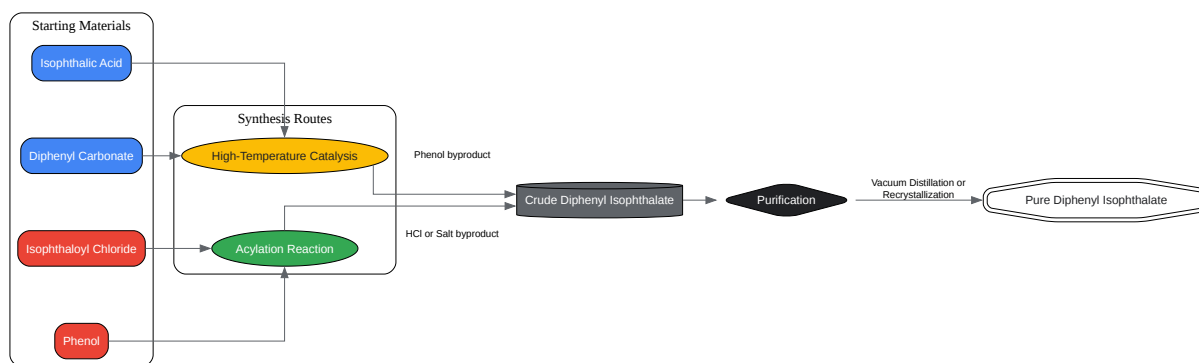 Starting Materials
Isophthalic Acid
Diphenyl Carbonate
Isophthaloyl Chloride
Phenol
Synthesis Routes
High-Temperature Catalysis
Acylation Reaction
Phenol byproduct
HCl or Salt byproduct
Crude Diphenyl Isophthalate
Purification
Vacuum Distillation or
Recrystallization
Pure Diphenyl Isophthalate